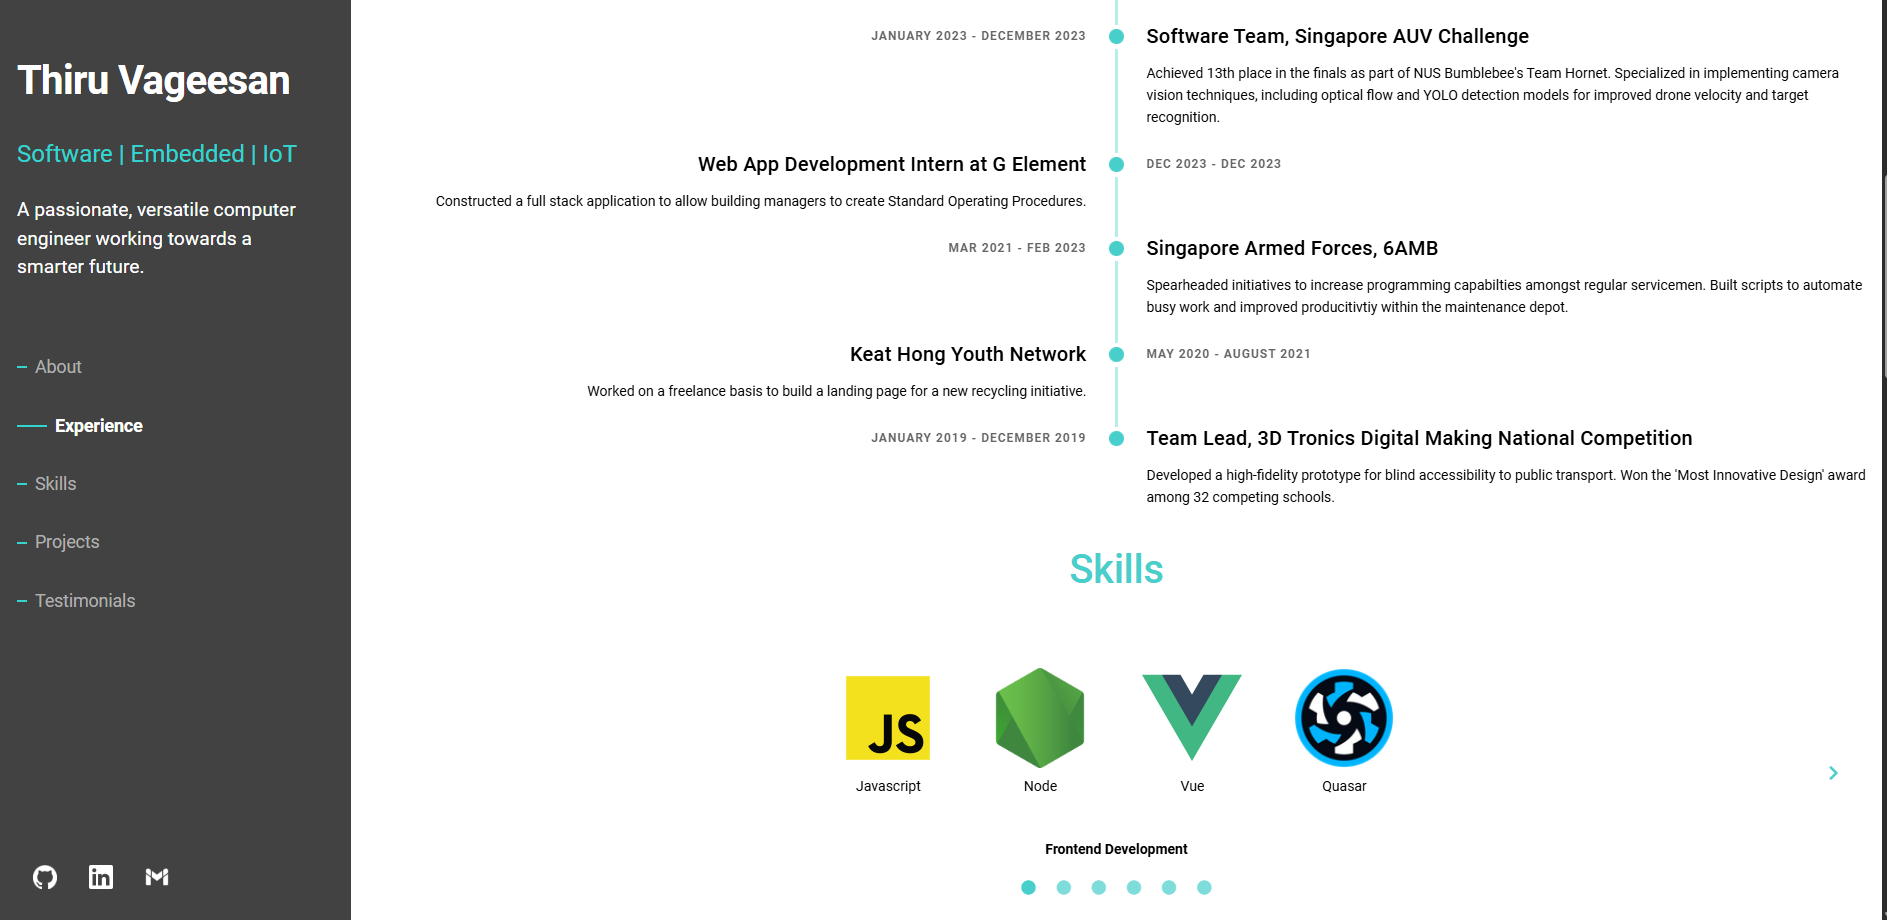 Thiru Vageesan
Software | Embedded | IoT
A passionate, versatile computer
engineer working towards a
smarter future.
About
Experience
Skills
Projects
Testimonials
JANUARY 2023 - DECEMBER 2023
Software Team, Singapore AUV Challenge
Achieved 13th place in the finals as part of NUS Bumblebee's Team Hornet. Specialized in implementing camera
vision techniques, including optical flow and YOLO detection models for improved drone velocity and target
recognition.
Web App Development Intern at G Element
DEC 2023 - DEC 2023
Constructed a full stack application to allow building managers to create Standard Operating Procedures.
MAR 2021 - FEB 2023
Singapore Armed Forces, 6AMB
Spearheaded initiatives to increase programming capabilties amongst regular servicemen. Built scripts to automate
busy work and improved producitivtiy within the maintenance depot.
Keat Hong Youth Network
MAY 2020 - AUGUST 2021
Worked on a freelance basis to build a landing page for a new recycling initiative.
JANUARY 2019 - DECEMBER 2019
Team Lead, 3D Tronics Digital Making National Competition
Developed a high-fidelity prototype for blind accessibility to public transport. Won the 'Most Innovative Design' award
among 32 competing schools.
Skills
JS
Javascript
Node
Vue
Quasar
Frontend Development